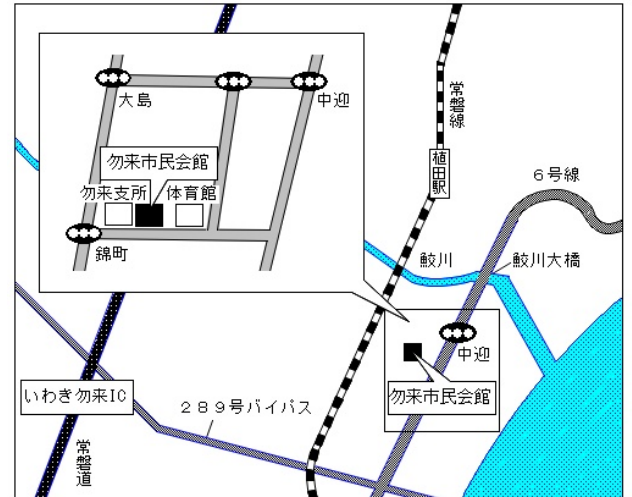 大島
中迎
勿来市民会館
勿来支所
体育館
錦町
常磐線
植田駅
6号線
鮫川
鮫川大橋
中迎
勿来市民会館
いわき勿来IC
289号バイパス
常磐道